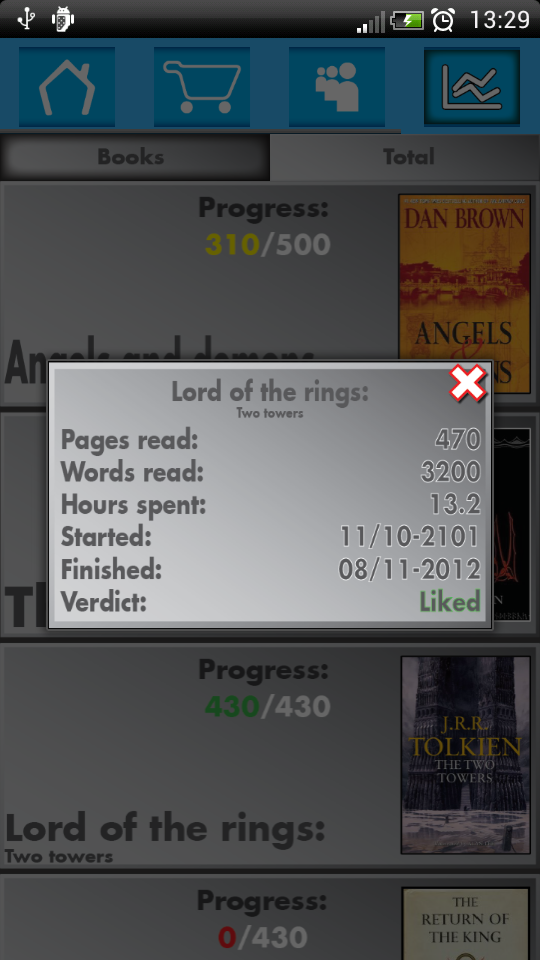 13:29
Books
Total
Progress:
310/500
DAN BROWN
ANGELS
&
Angels and demons
Lord of the rings:
Two towers
Pages read: 470
Words read: 3200
Hours spent: 13.2
Started: 11/10-2101
Finished: 08/11-2012
Verdict: Liked
Progress:
430/430
J.R.R.
TOLKIEN
THE TWO
TOWERS
Lord of the rings:
Two towers
Progress:
0/430
THE
RETURN OF
THE KING